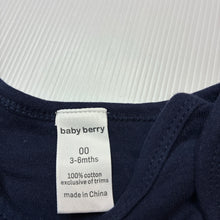 baby berry
00
3-6mths
100% cotton
exclusive of trims
made in China